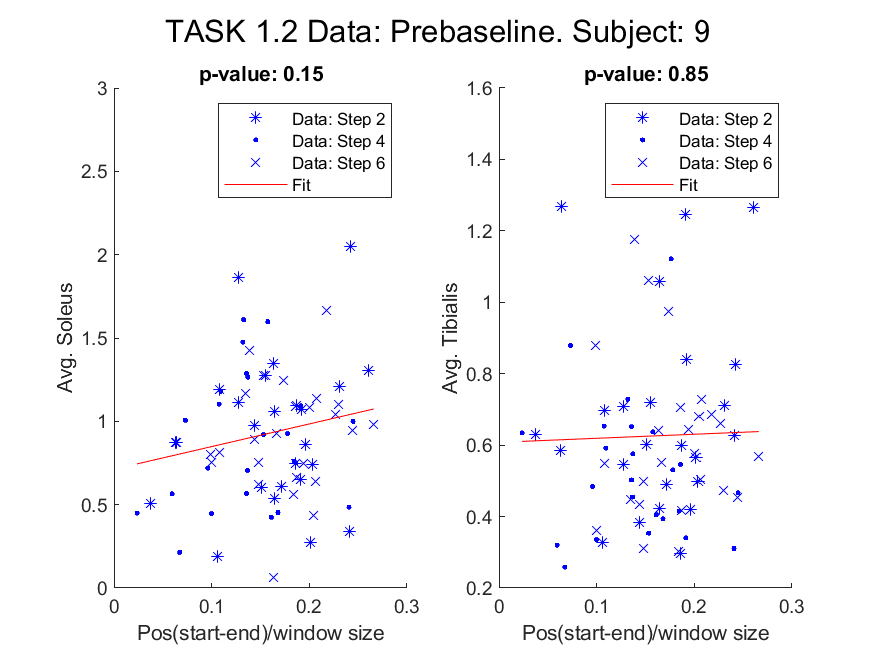 TASK 1.2 Data: Prebaseline. Subject: 9
p-value: 0.15
Data: Step 2
Data: Step 4
Data: Step 6
Fit
3
2.5
2
1.5
1
0.5
0
Avg. Soleus
0
0.1
0.2
0.3
Pos(start-end)/window size
p-value: 0.85
Data: Step 2
Data: Step 4
Data: Step 6
Fit
1.6
1.4
1.2
1
0.8
0.6
0.4
0.2
Avg. Tibialis
0
0.1
0.2
0.3
Pos(start-end)/window size